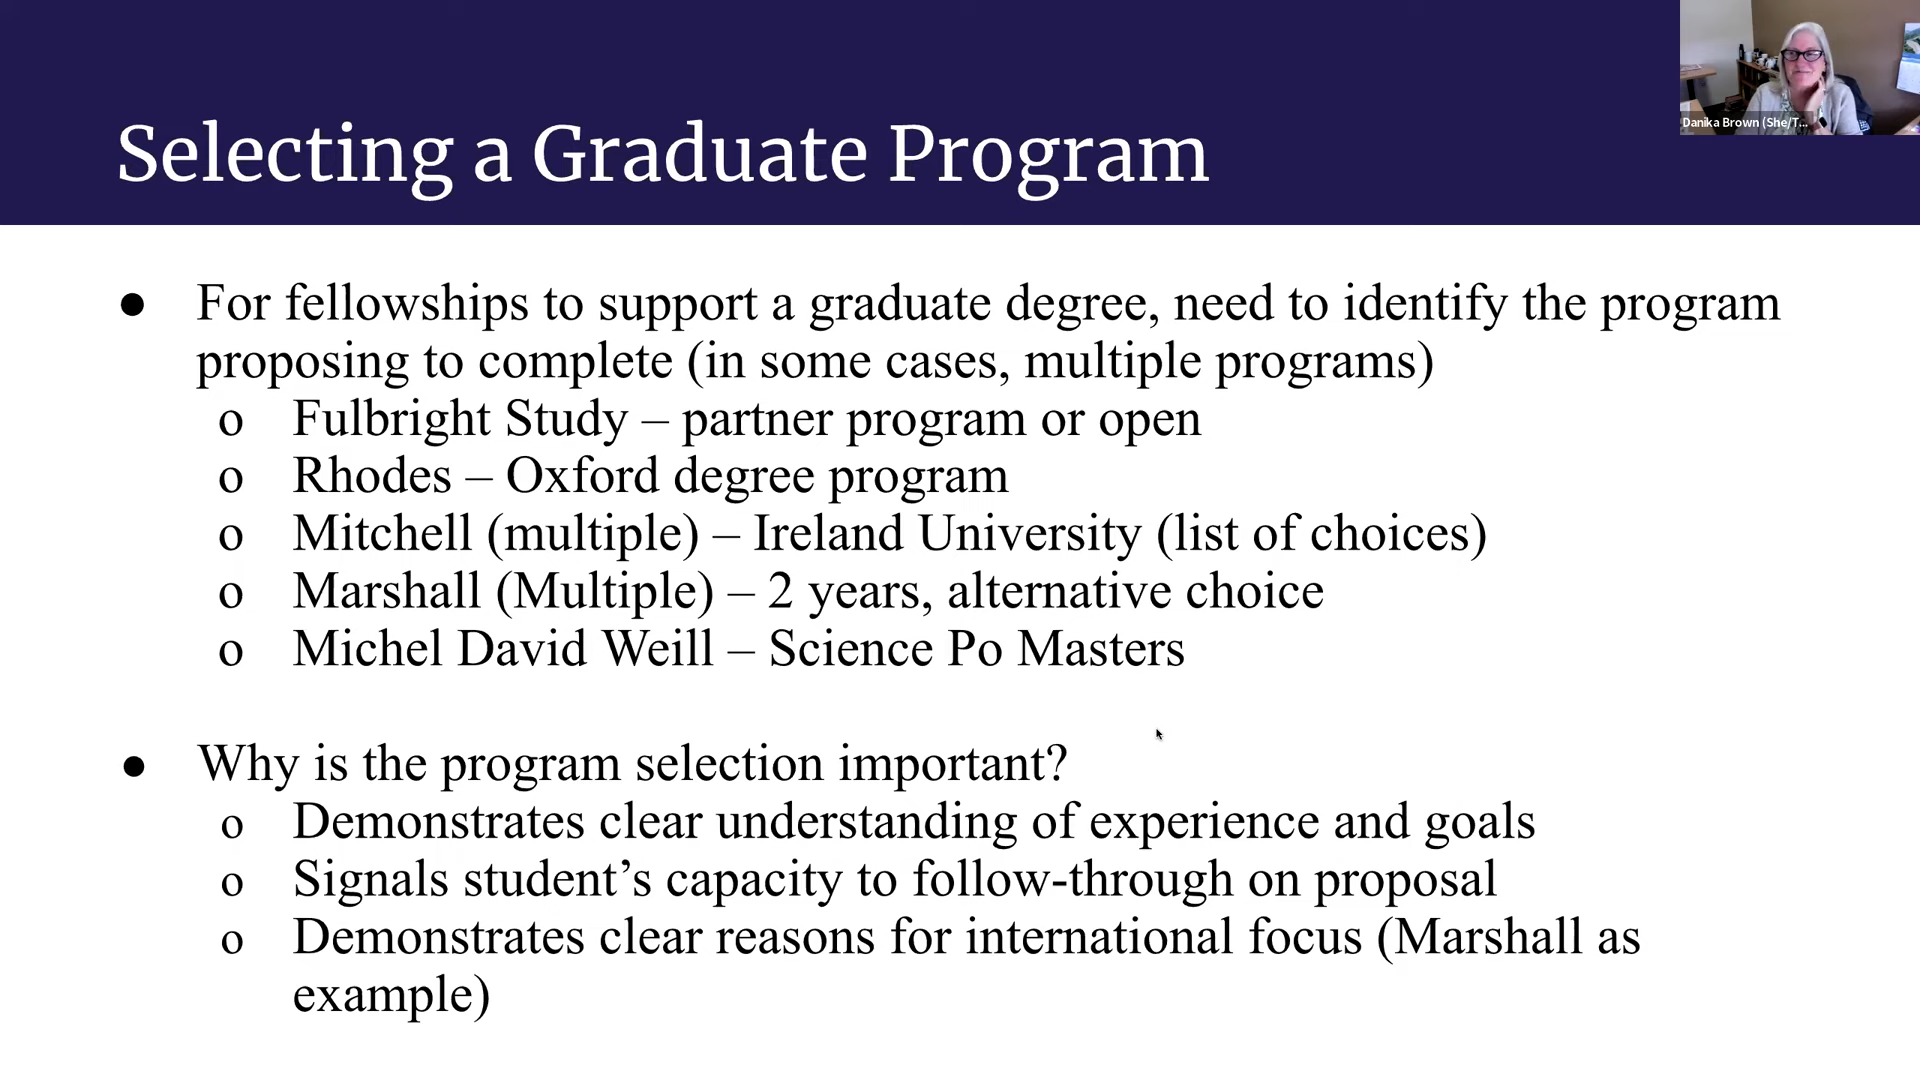 Selecting a Graduate Program
Danika Brown (She/T...
● For fellowships to support a graduate degree, need to identify the program
proposing to complete (in some cases, multiple programs)
o Fulbright Study – partner program or open
o Rhodes – Oxford degree program
o Mitchell (multiple) – Ireland University (list of choices)
o Marshall (Multiple) – 2 years, alternative choice
o Michel David Weill – Science Po Masters
● Why is the program selection important?
o Demonstrates clear understanding of experience and goals
o Signals student’s capacity to follow-through on proposal
o Demonstrates clear reasons for international focus (Marshall as
example)